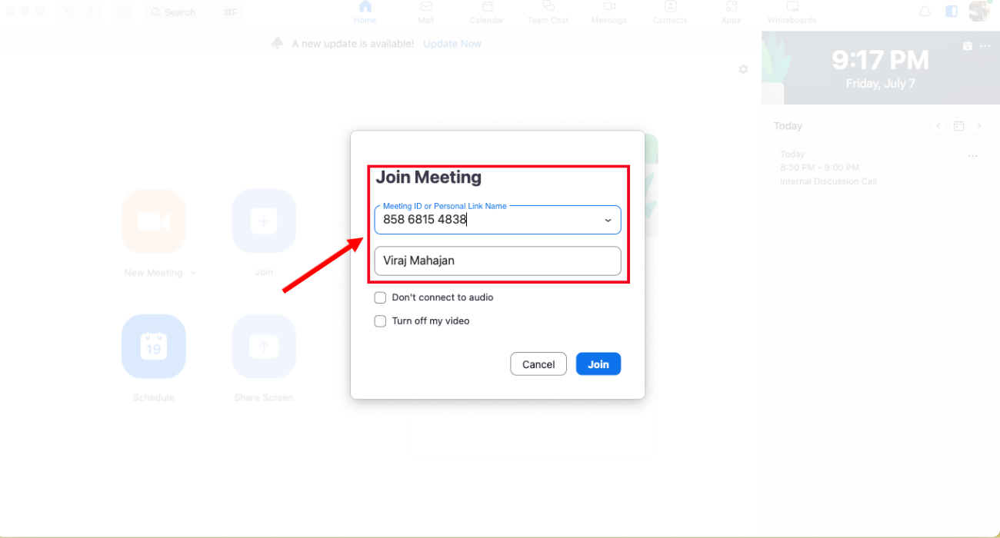 Search ⌘F
Home
Mail
Calendar
Team Chat
Meetings
Contacts
Apps
Whiteboards
A new update is available! Update Now
9:17 PM
Friday, July 7
Today
Today
8:30 PM - 9:00 PM
Internal Discussion Call
Join Meeting
Meeting ID or Personal Link Name
858 6815 4838
Viraj Mahajan
Don't connect to audio
Turn off my video
Cancel
Join
New Meeting
Join
19
Schedule
Share Screen